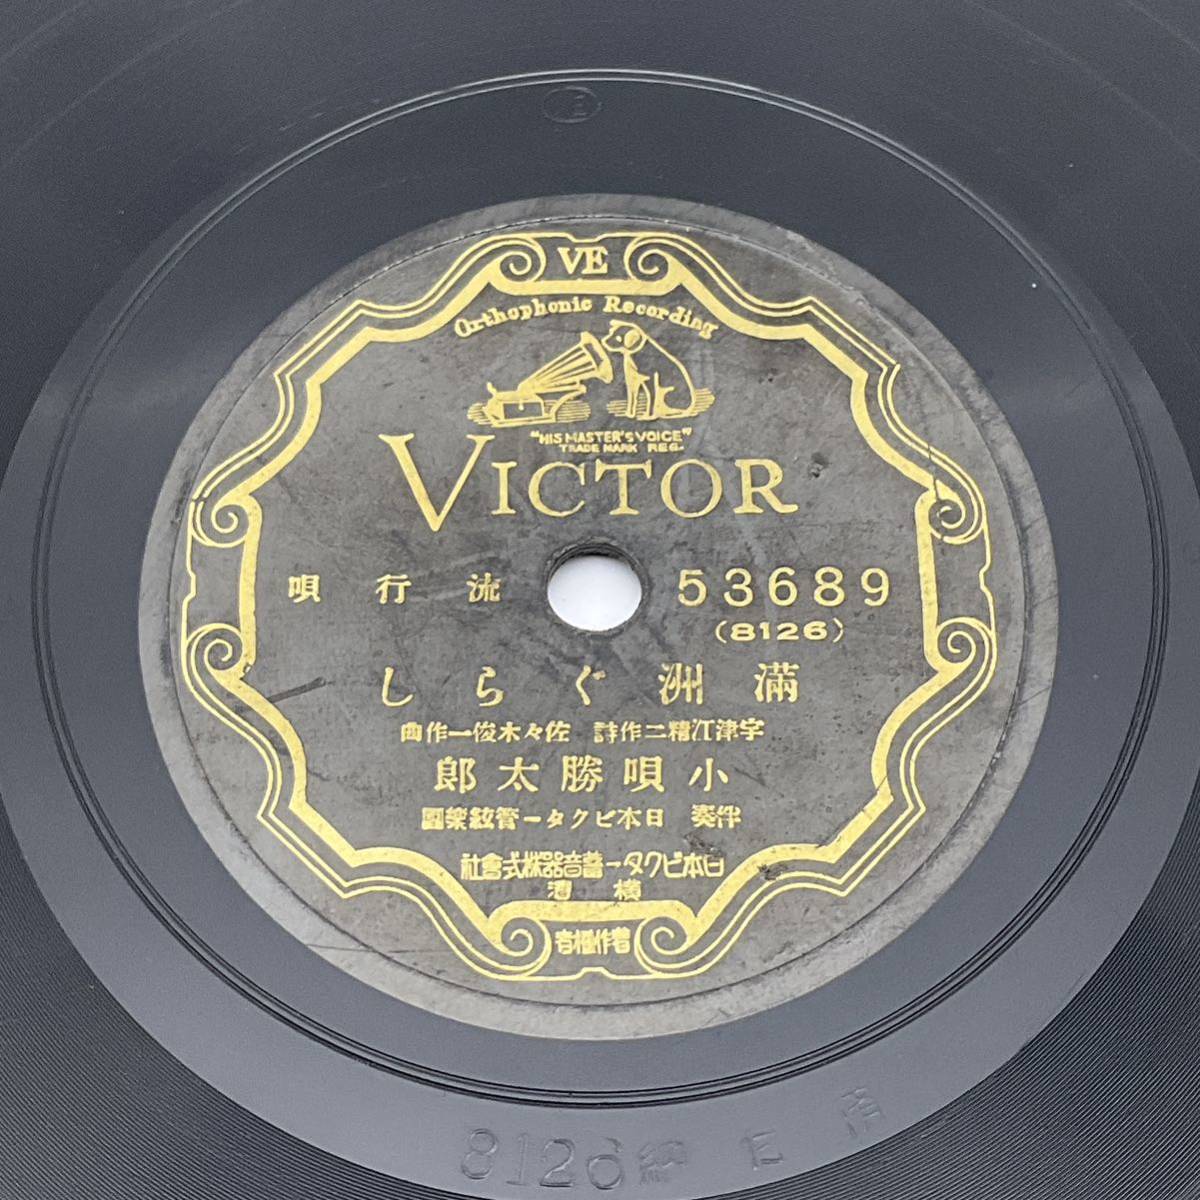 E
VE
Orthophonic Recording
"HIS MASTER'S VOICE"
TRADE MARK REG.
VICTOR
流行唄
53689
(8126)
滿洲ぐらし
宇津江精二作詩 佐々木俊一作曲
小唄勝太郎
伴奏 日本ビクター管絃樂團
日本ビクター蓄音器株式會社
横濱
著作權有
8126 E